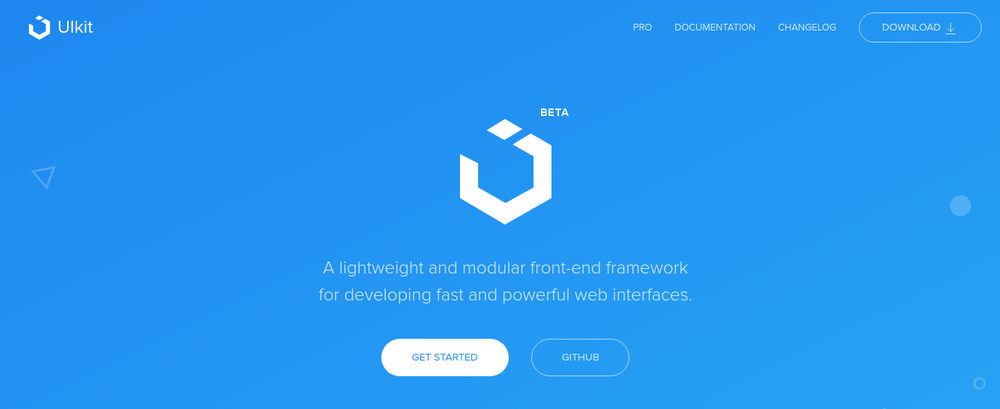 UIkit
PRO DOCUMENTATION CHANGELOG DOWNLOAD
BETA
A lightweight and modular front-end framework
for developing fast and powerful web interfaces.
GET STARTED GITHUB